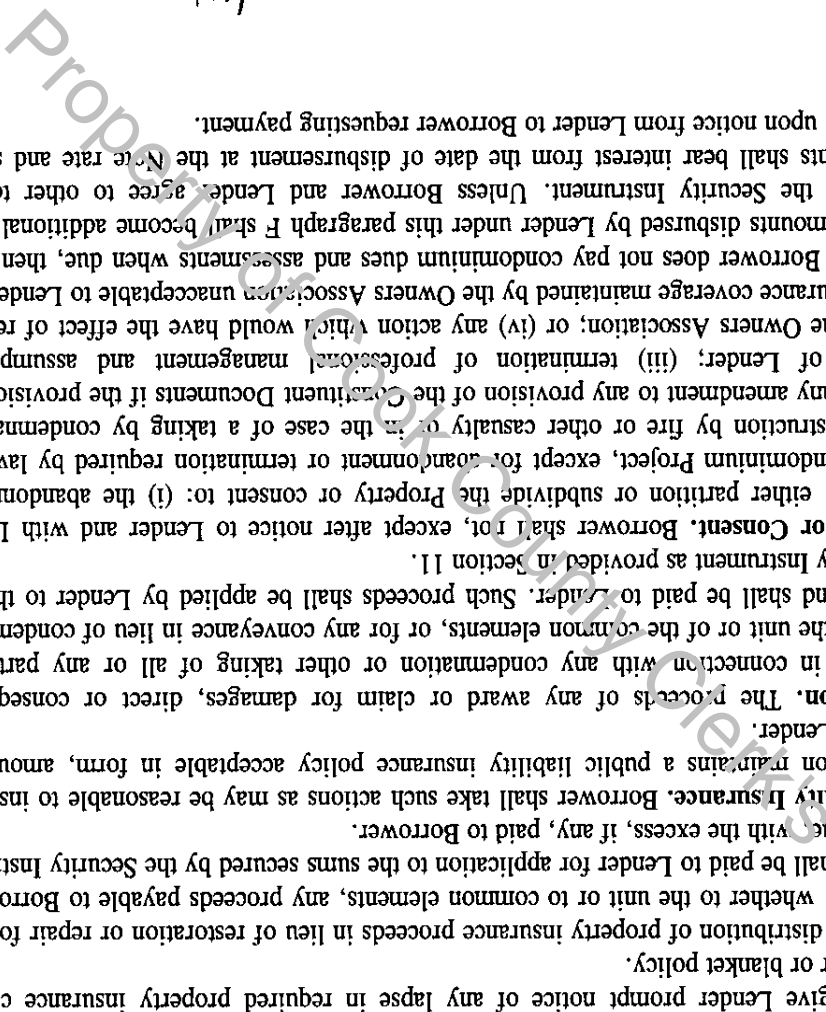 give Lender prompt notice of any lapse in required property insurance c
r or blanket policy.
distribution of property insurance proceeds in lieu of restoration or repair fo
whether to the unit or to common elements, any proceeds payable to Borro
hall be paid to Lender for application to the sums secured by the Security Inst
with the excess, if any, paid to Borrower.
ity Insurance. Borrower shall take such actions as may be reasonable to ins
on maintains a public liability insurance policy acceptable in form, amou
Lender.
on. The proceeds of any award or claim for damages, direct or conseq
in connection with any condemnation or other taking of all or any part
the unit or of the common elements, or for any conveyance in lieu of condem
nd shall be paid to Lender. Such proceeds shall be applied by Lender to th
y Instrument as provided in Section 11.
or Consent. Borrower shall not, except after notice to Lender and with L
either partition or subdivide the Property or consent to: (i) the abandonm
ndominium Project, except for abandonment or termination required by law
struction by fire or other casualty or in the case of a taking by condemna
ny amendment to any provision of the Constituent Documents if the provisio
of Lender; (iii) termination of professional management and assump
he Owners Association; or (iv) any action which would have the effect of re
urance coverage maintained by the Owners Association unacceptable to Lende
Borrower does not pay condominium dues and assessments when due, then
mounts disbursed by Lender under this paragraph F shall become additional
the Security Instrument. Unless Borrower and Lender agree to other te
nts shall bear interest from the date of disbursement at the Note rate and s
upon notice from Lender to Borrower requesting payment.
Property of Cook County Clerk's